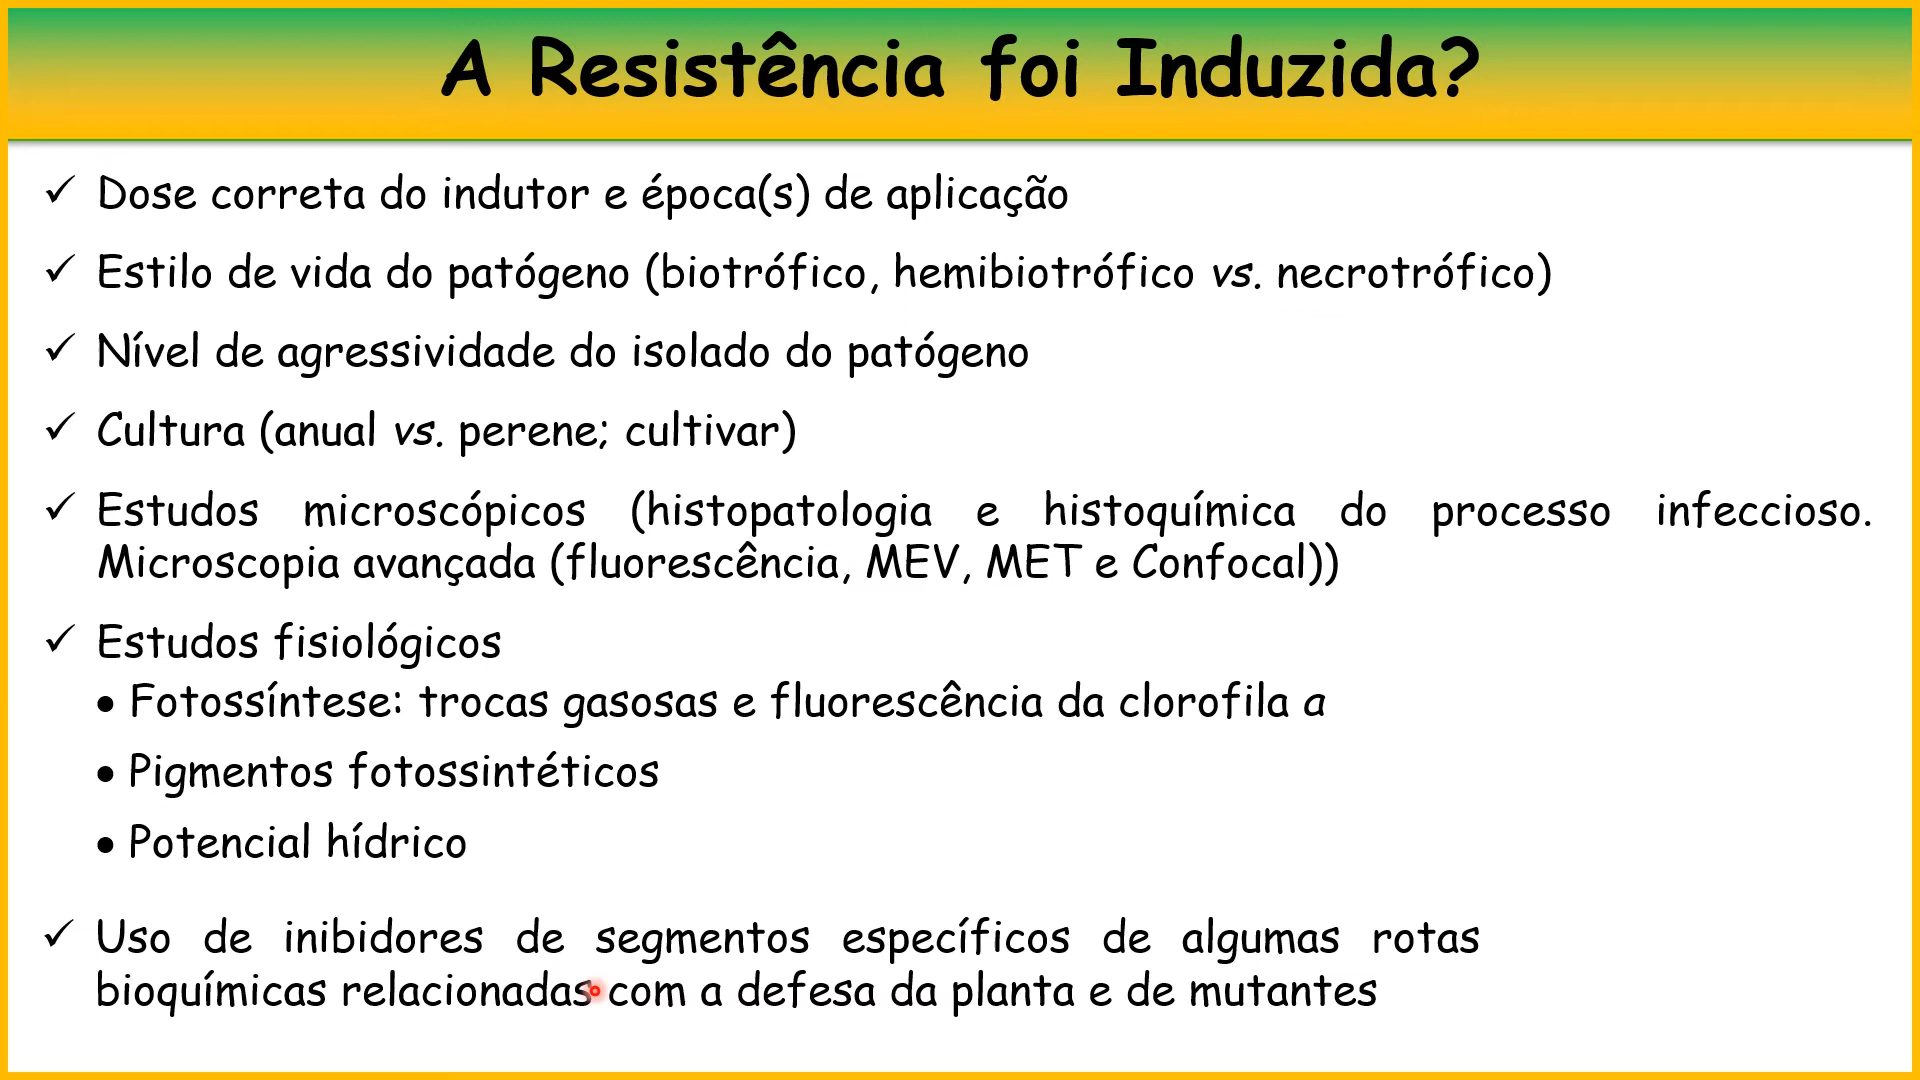 A Resistência foi Induzida?
✓ Dose correta do indutor e época(s) de aplicação
✓ Estilo de vida do patógeno (biotrófico, hemibiotrófico vs. necrotrófico)
✓ Nível de agressividade do isolado do patógeno
✓ Cultura (anual vs. perene; cultivar)
✓ Estudos microscópicos (histopatologia e histoquímica do processo infeccioso.
Microscopia avançada (fluorescência, MEV, MET e Confocal))
✓ Estudos fisiológicos
• Fotossíntese: trocas gasosas e fluorescência da clorofila a
• Pigmentos fotossintéticos
• Potencial hídrico
✓ Uso de inibidores de segmentos específicos de algumas rotas
bioquímicas relacionadas com a defesa da planta e de mutantes